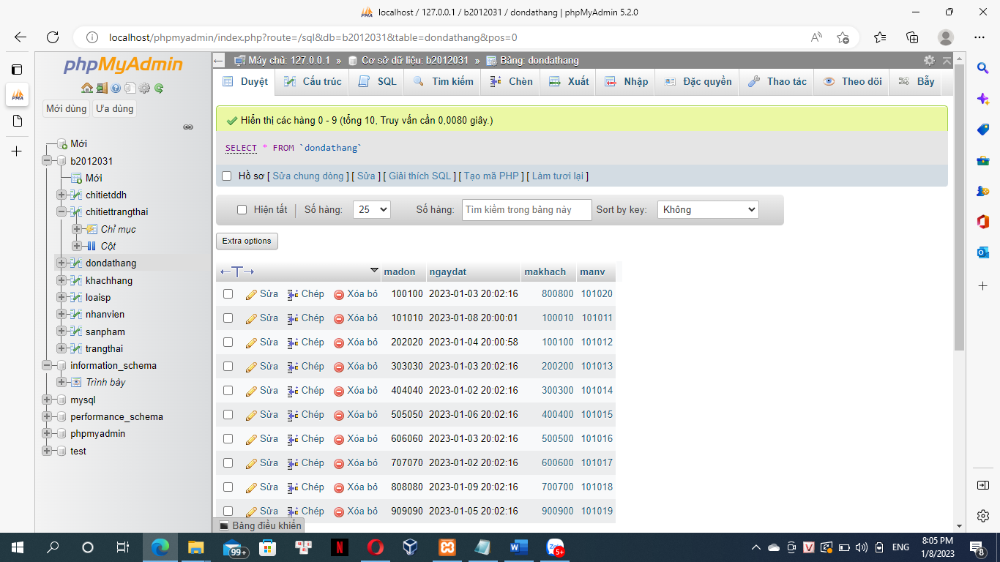 localhost / 127.0.0.1 / b2012031 / dondathang | phpMyAdmin 5.2.0
localhost/phpmyadmin/index.php?route=/sql&db=b2012031&table=dondathang&pos=0
phpMyAdmin
Mới dùng Ưa dùng
Mới
b2012031
Mới
chitietddh
chitiettrangthai
Chỉ mục
Cột
dondathang
khachhang
loaisp
nhanvien
sanpham
trangthai
information_schema
Trình bày
mysql
performance_schema
phpmyadmin
test
Máy chủ: 127.0.0.1 » Cơ sở dữ liệu: b2012031 » Bảng: dondathang
Duyệt Cấu trúc SQL Tìm kiếm Chèn Xuất Nhập Đặc quyền Thao tác Theo dõi Bẫy
Hiển thị các hàng 0 - 9 (tổng 10, Truy vấn cần 0,0080 giây.)
SELECT * FROM `dondathang`
Hồ sơ [ Sửa chung dòng ] [ Sửa ] [ Giải thích SQL ] [ Tạo mã PHP ] [ Làm tươi lại ]
Hiện tất Số hàng: 25 Số hàng: Tìm kiếm trong bảng này Sort by key: Không
Extra options
madon ngaydat makhach manv
Sửa Chép Xóa bỏ 100100 2023-01-03 20:02:16 800800 101020
Sửa Chép Xóa bỏ 101010 2023-01-08 20:00:01 100010 101011
Sửa Chép Xóa bỏ 202020 2023-01-04 20:00:58 100100 101012
Sửa Chép Xóa bỏ 303030 2023-01-03 20:02:16 200200 101013
Sửa Chép Xóa bỏ 404040 2023-01-02 20:02:16 300300 101014
Sửa Chép Xóa bỏ 505050 2023-01-06 20:02:16 400400 101015
Sửa Chép Xóa bỏ 606060 2023-01-03 20:02:16 500500 101016
Sửa Chép Xóa bỏ 707070 2023-01-02 20:02:16 600600 101017
Sửa Chép Xóa bỏ 808080 2023-01-09 20:02:16 700700 101018
Sửa Chép Xóa bỏ 909090 2023-01-05 20:02:16 900900 101019
Bảng điều khiển
99+
5+
ENG
8:05 PM
1/8/2023
8